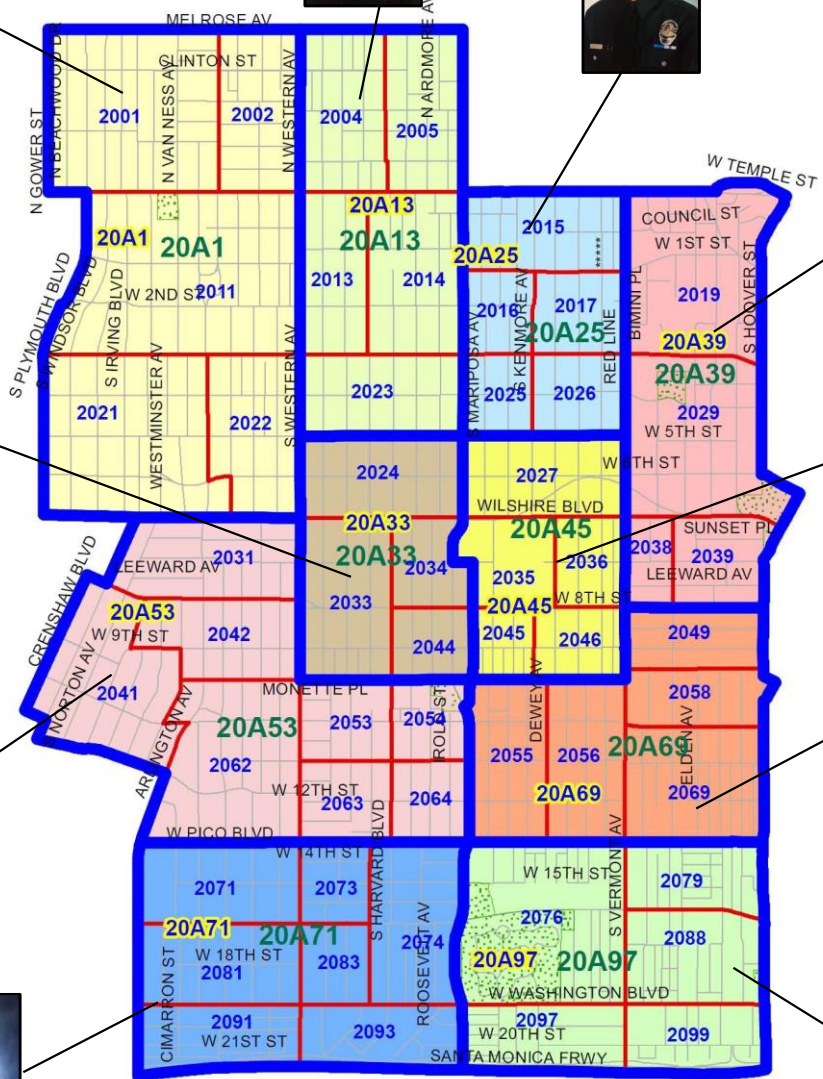 MELROSE AV
N GOWER ST
N BEACHWOOD DR
CLINTON ST
N VAN NESS AV
N WESTERN AV
N ARDMORE AV
2001
2002
2004
2005
W TEMPLE ST
COUNCIL ST
W 1ST ST
20A1
20A1
20A13
20A13
20A25
2015
*****
2011
W 2ND ST
2013
2014
2016
2017
20A25
2019
20A39
20A39
S PLYMOUTH BLVD
S WINDSOR BLVD
S IRVING BLVD
S WESTERN AV
S MARIPOSA AV
S KENMORE AV
RED LINE
BIMINI PL
S HOOVER ST
2021
WESTMINSTER AV
2022
2023
2025
2026
2029
W 5TH ST
2024
2027
W 6TH ST
WILSHIRE BLVD
20A33
20A33
20A45
SUNSET PL
2031
LEEWARD AV
2034
2033
2035
2036
2038
2039
LEEWARD AV
CRENSHAW BLVD
20A53
W 9TH ST
2042
20A45
W 8TH ST
2044
2045
2046
2049
2041
S NORTON AV
ARLINGTON AV
MONETTE PL
2053
2054
IROLO ST
DEWEY AV
2058
20A53
2062
2055
2056
20A69
ELDEN AV
W 12TH ST
2063
2064
20A69
2069
W PICO BLVD
W 14TH ST
S HARVARD BLVD
S VERMONT AV
2071
2073
W 15TH ST
2079
20A71
20A71
2074
2076
2088
W 18TH ST
2081
2083
ROOSEVELT AV
20A97
20A97
CIMARRON ST
W WASHINGTON BLVD
2091
W 21ST ST
2093
2097
W 20TH ST
2099
SANTA MONICA FRWY